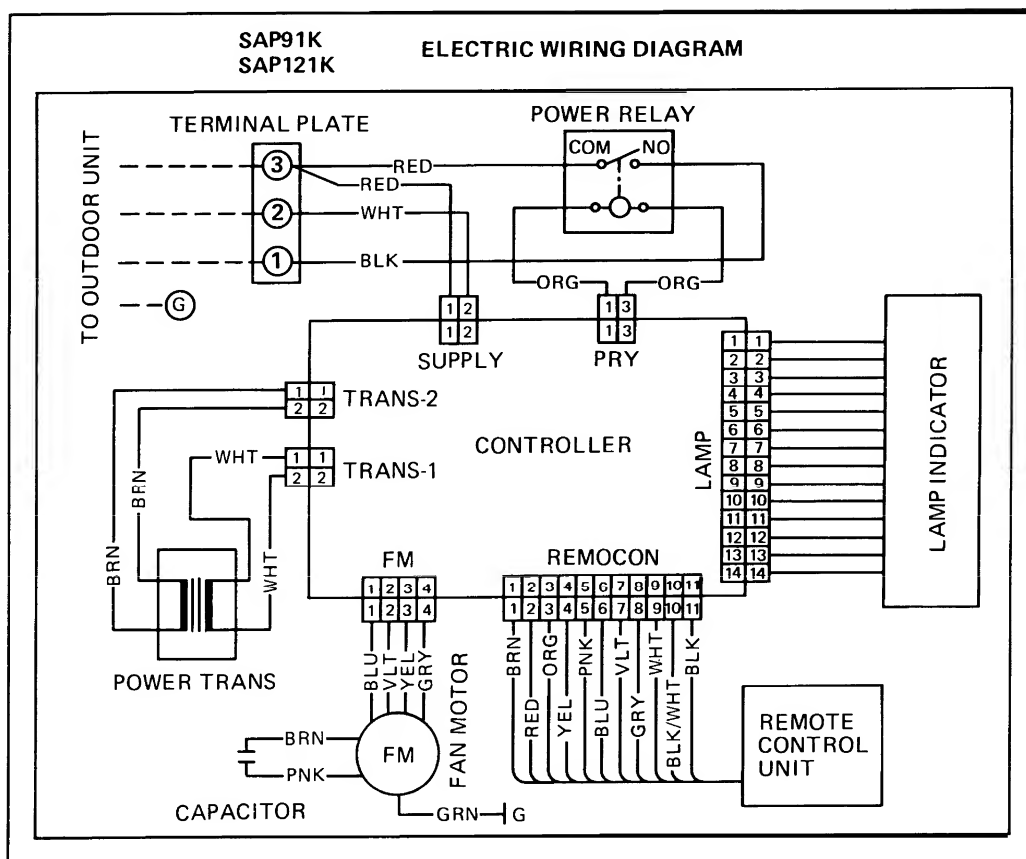 SAP91K
SAP121K
ELECTRIC WIRING DIAGRAM
TERMINAL PLATE
POWER RELAY
TO OUTDOOR UNIT
3
2
1
G
RED
RED
WHT
BLK
COM
NO
ORG
ORG
1 2
1 2
SUPPLY
1 3
1 3
PRY
1 1
2 2
TRANS-2
1 1
2 2
TRANS-1
WHT
BRN
BRN
WHT
POWER TRANS
CONTROLLER
LAMP
1 1
2 2
3 3
4 4
5 5
6 6
7 7
8 8
9 9
10 10
11 11
12 12
13 13
14 14
LAMP INDICATOR
FM
1 2 3 4
1 2 3 4
BLU
VLT
YEL
GRY
FM
FAN MOTOR
BRN
PNK
CAPACITOR
GRN
G
REMOCON
1 2 3 4 5 6 7 8 9 10 11
1 2 3 4 5 6 7 8 9 10 11
BRN
RED
ORG
YEL
PNK
BLU
VLT
GRY
WHT
BLK/WHT
BLK
REMOTE
CONTROL
UNIT